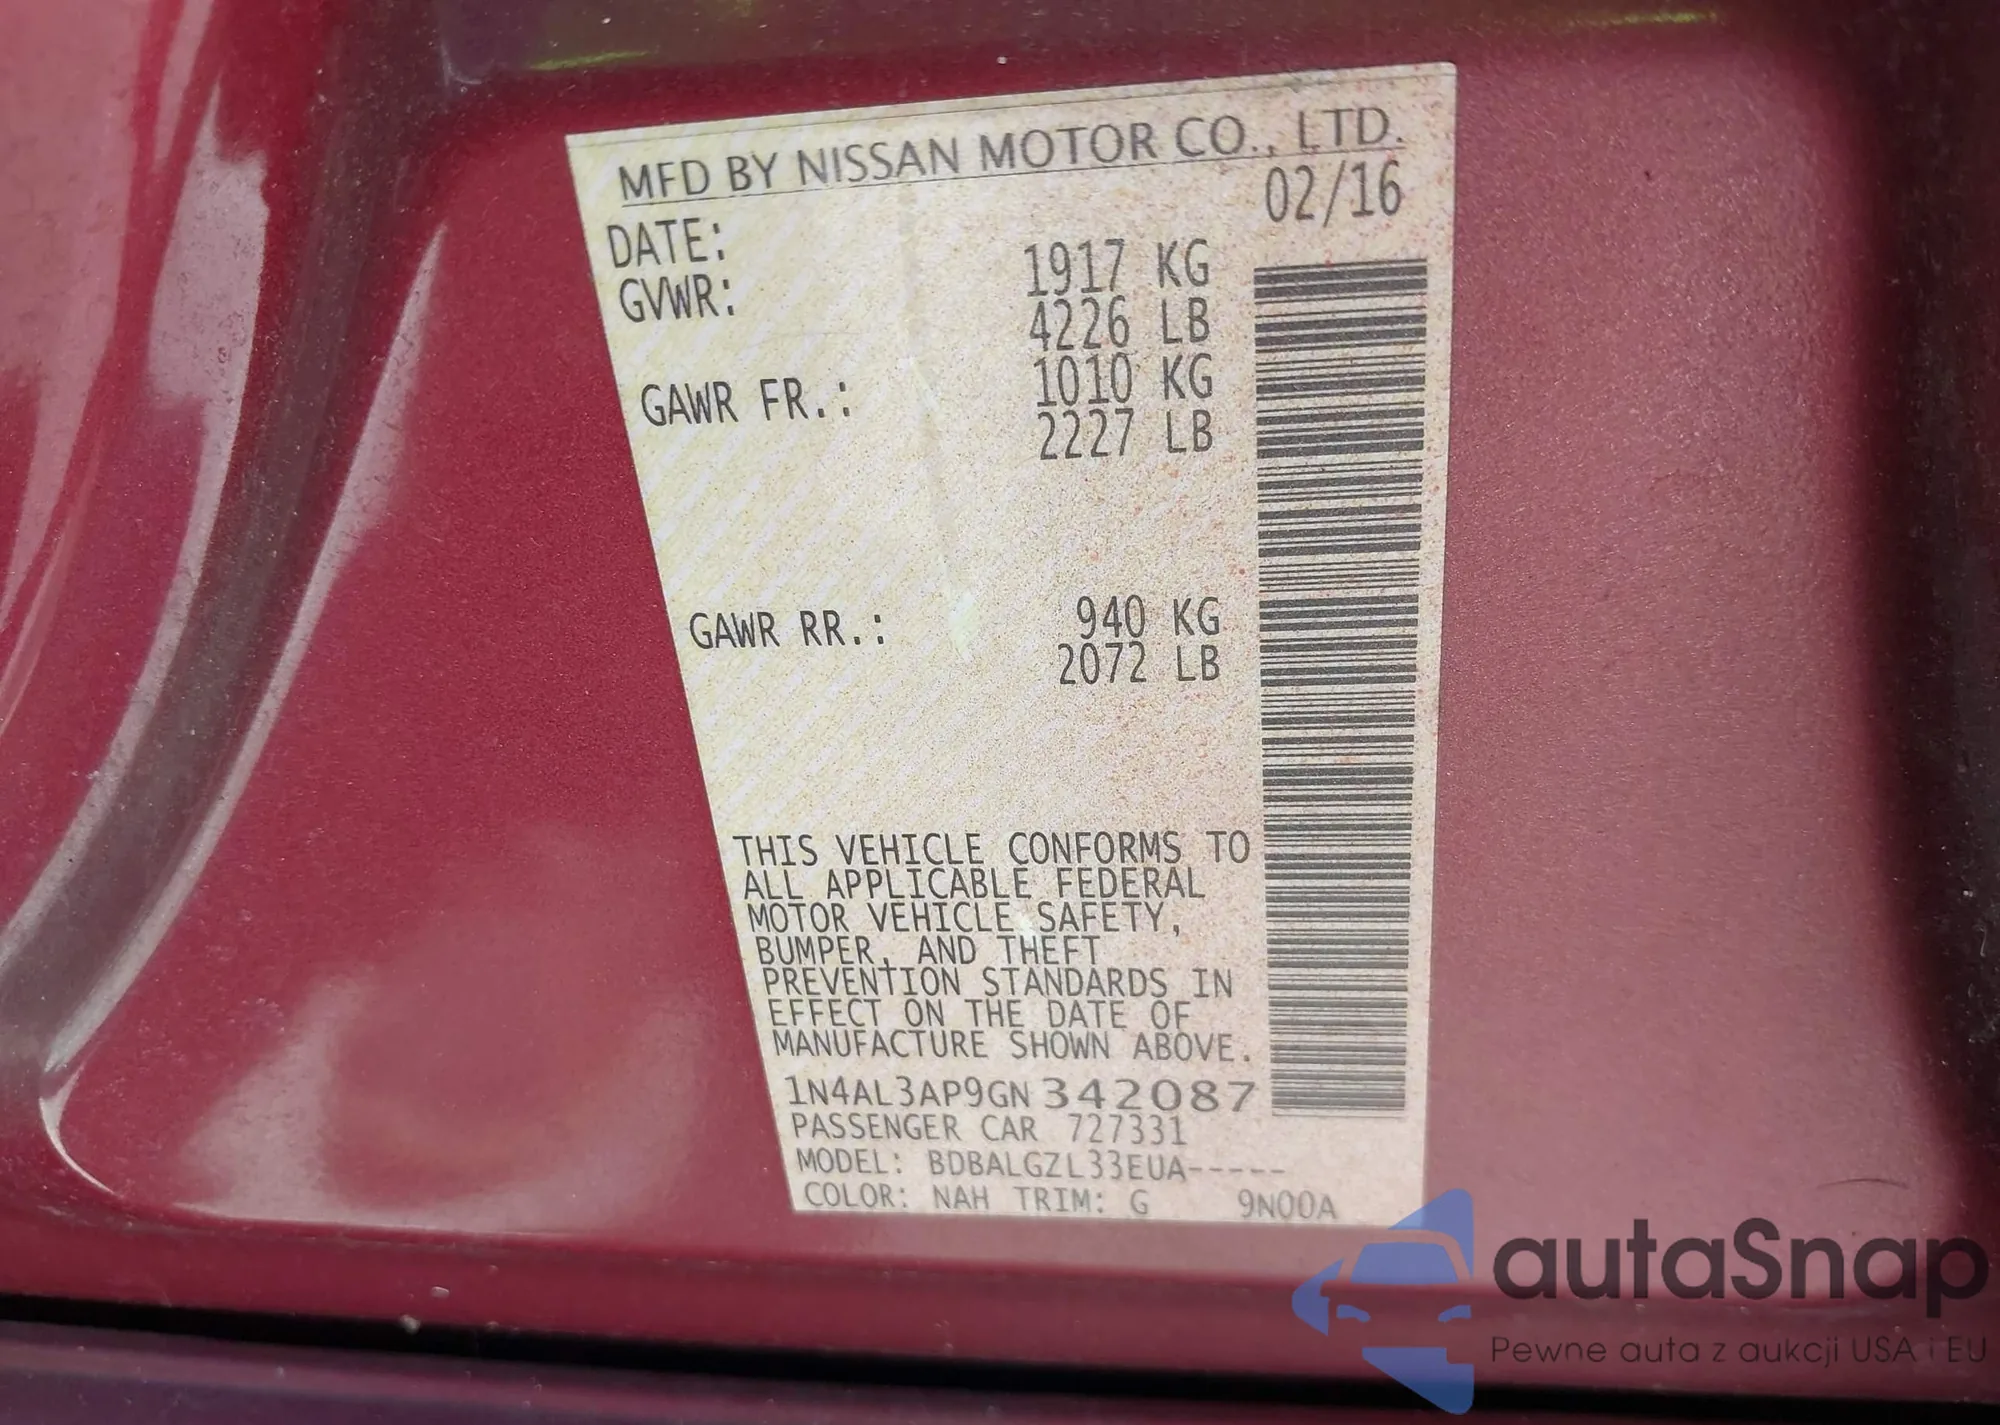 MFD BY NISSAN MOTOR CO., LTD.
DATE: 02/16
GVWR: 1917 KG
4226 LB
GAWR FR.: 1010 KG
2227 LB
GAWR RR.: 940 KG
2072 LB
THIS VEHICLE CONFORMS TO
ALL APPLICABLE FEDERAL
MOTOR VEHICLE SAFETY,
BUMPER, AND THEFT
PREVENTION STANDARDS IN
EFFECT ON THE DATE OF
MANUFACTURE SHOWN ABOVE.
1N4AL3AP9GN342087
PASSENGER CAR 727331
MODEL: BDBALGZL33EUA-----
COLOR: NAH TRIM: G 9N00A
autaSnap
Pewne auta z aukcji USA i EU